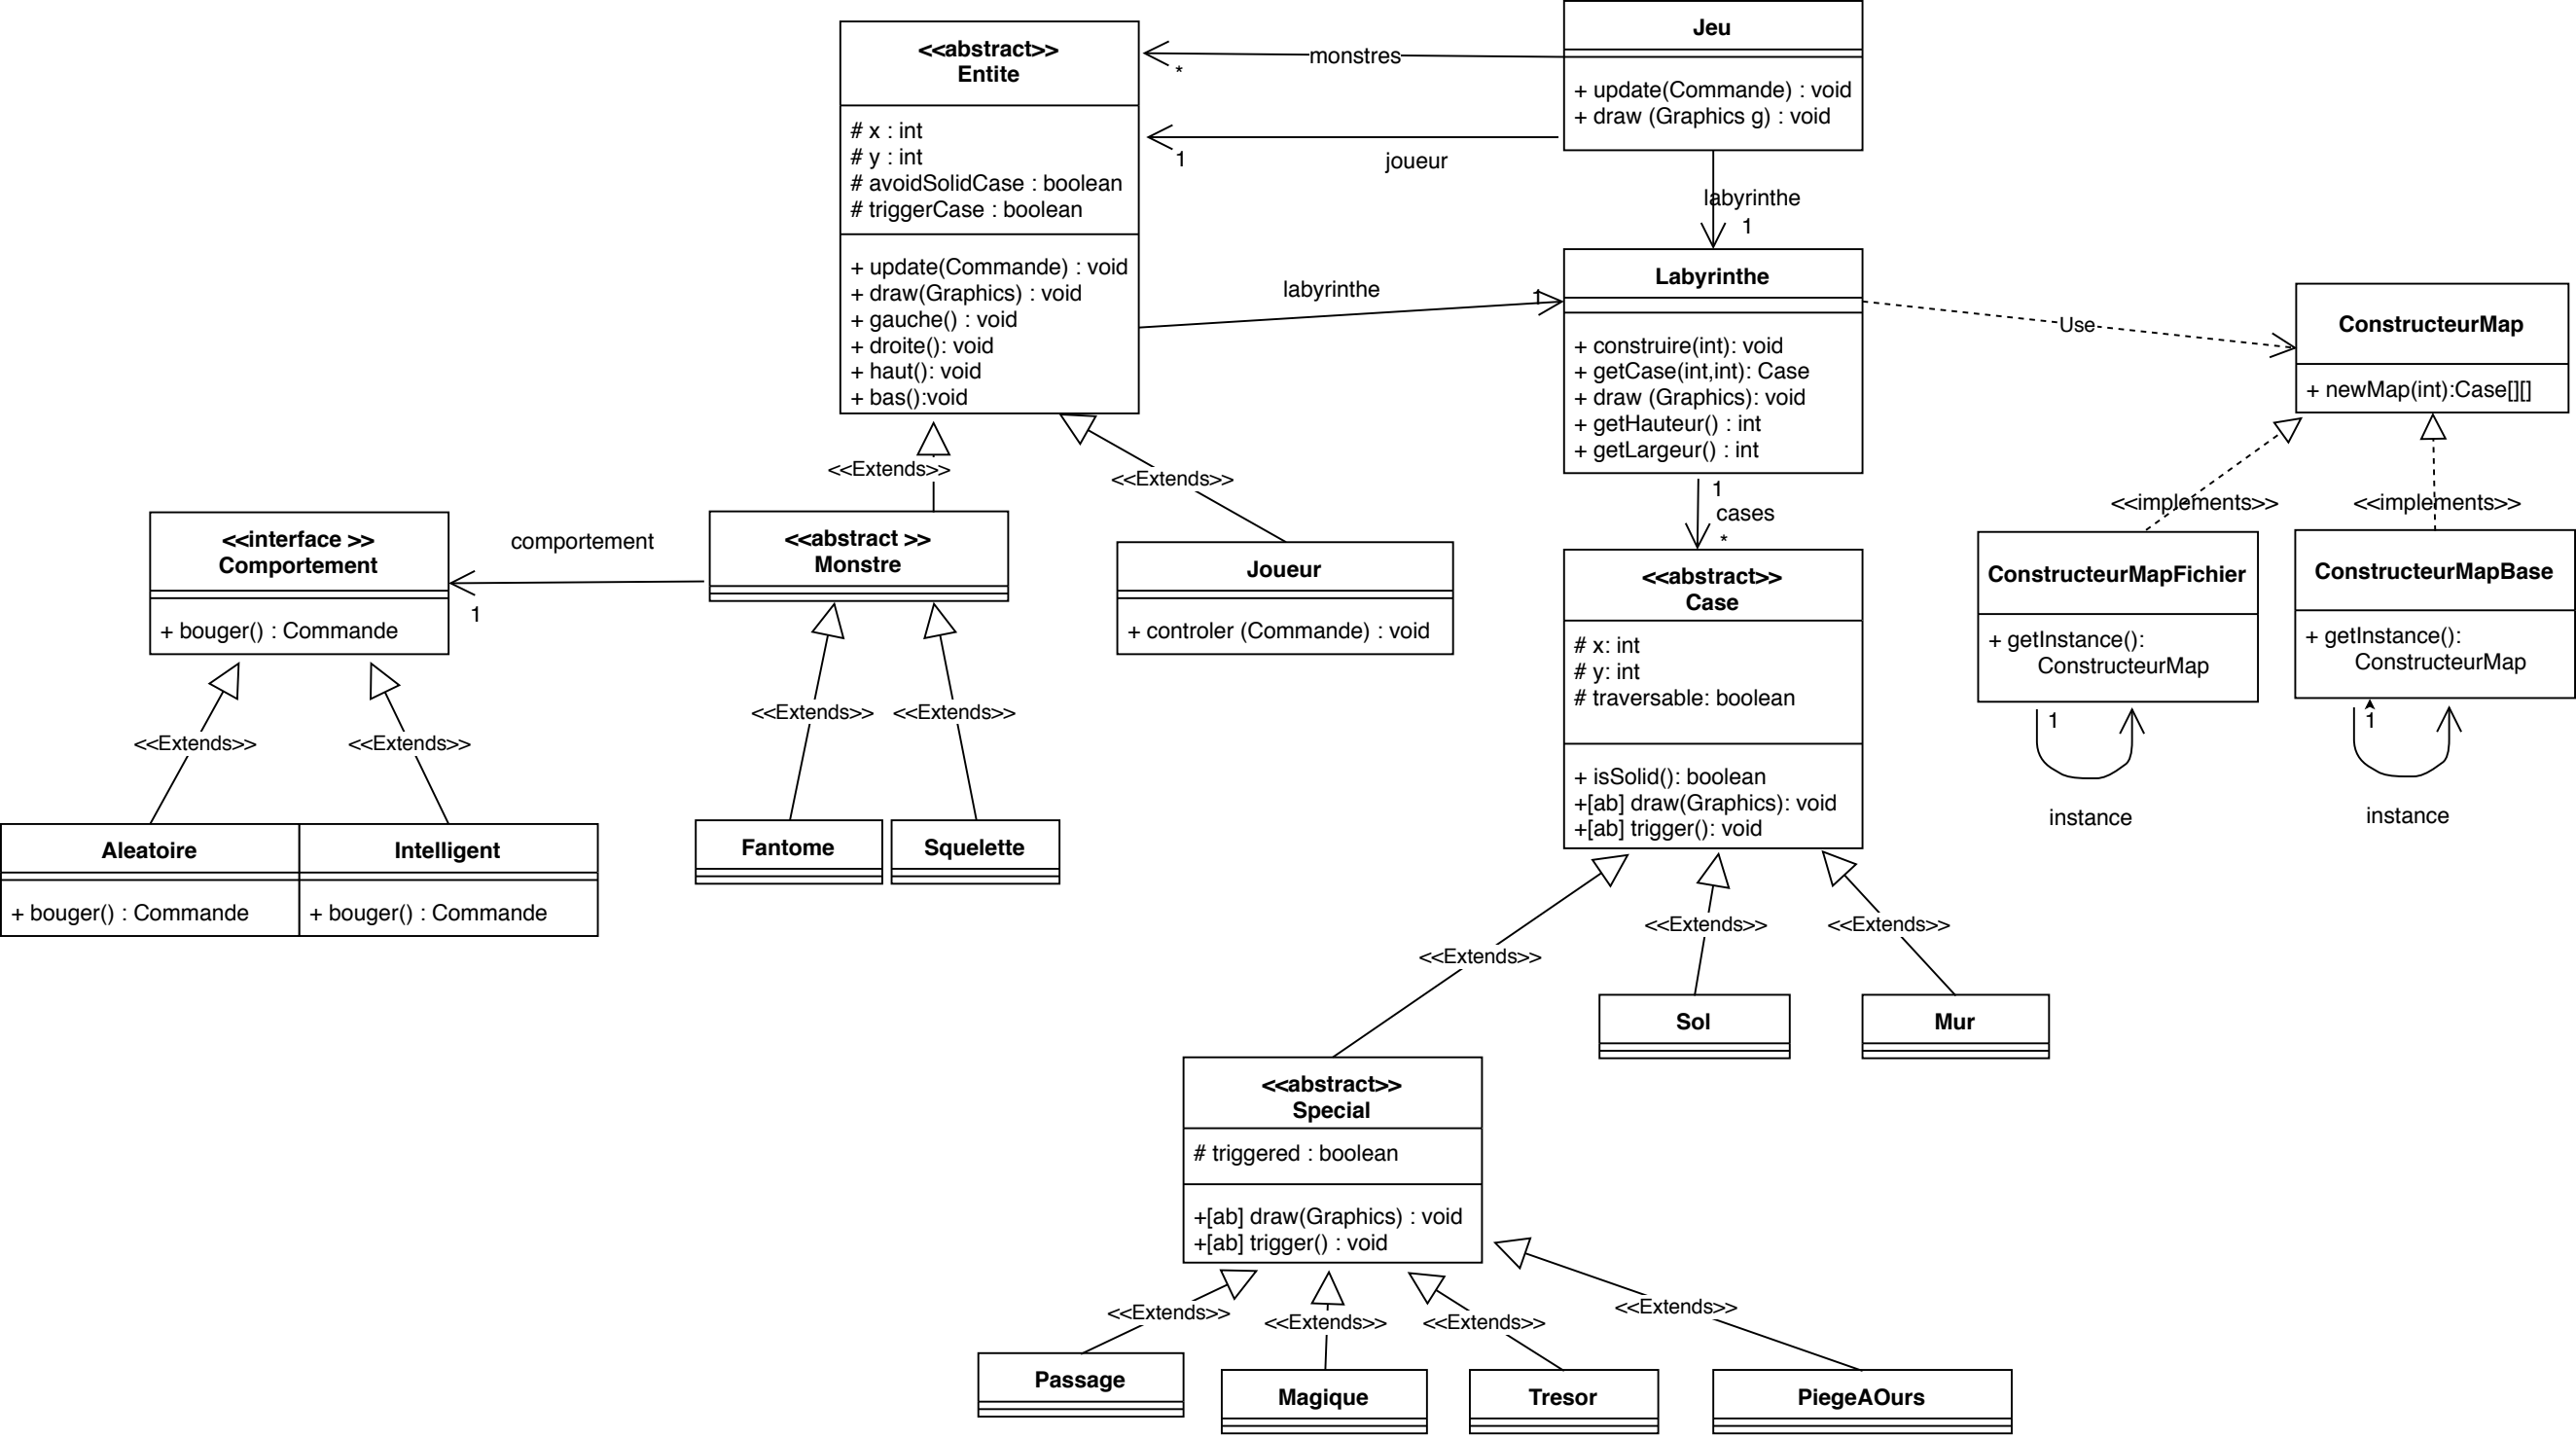 <<abstract>>
Entite
# x : int
# y : int
# avoidSolidCase : boolean
# triggerCase : boolean
+ update(Commande) : void
+ draw(Graphics) : void
+ gauche() : void
+ droite(): void
+ haut(): void
+ bas():void
monstres
*
joueur
1
Jeu
+ update(Commande) : void
+ draw (Graphics g) : void
labyrinthe
1
labyrinthe
1
Labyrinthe
+ construire(int): void
+ getCase(int,int): Case
+ draw (Graphics): void
+ getHauteur() : int
+ getLargeur() : int
Use
ConstructeurMap
+ newMap(int):Case[][]
<<implements>>
<<implements>>
ConstructeurMapFichier
+ getInstance():
ConstructeurMap
1
instance
ConstructeurMapBase
+ getInstance():
ConstructeurMap
1
instance
<<Extends>>
<<Extends>>
<<interface >>
Comportement
+ bouger() : Commande
comportement
1
<<abstract >>
Monstre
Joueur
+ controler (Commande) : void
1
cases
*
<<abstract>>
Case
# x: int
# y: int
# traversable: boolean
+ isSolid(): boolean
+[ab] draw(Graphics): void
+[ab] trigger(): void
<<Extends>>
<<Extends>>
<<Extends>>
<<Extends>>
Aleatoire
+ bouger() : Commande
Intelligent
+ bouger() : Commande
Fantome
Squelette
<<Extends>>
<<Extends>>
<<Extends>>
Sol
Mur
<<abstract>>
Special
# triggered : boolean
+[ab] draw(Graphics) : void
+[ab] trigger() : void
<<Extends>>
<<Extends>>
<<Extends>>
<<Extends>>
Passage
Magique
Tresor
PiegeAOurs